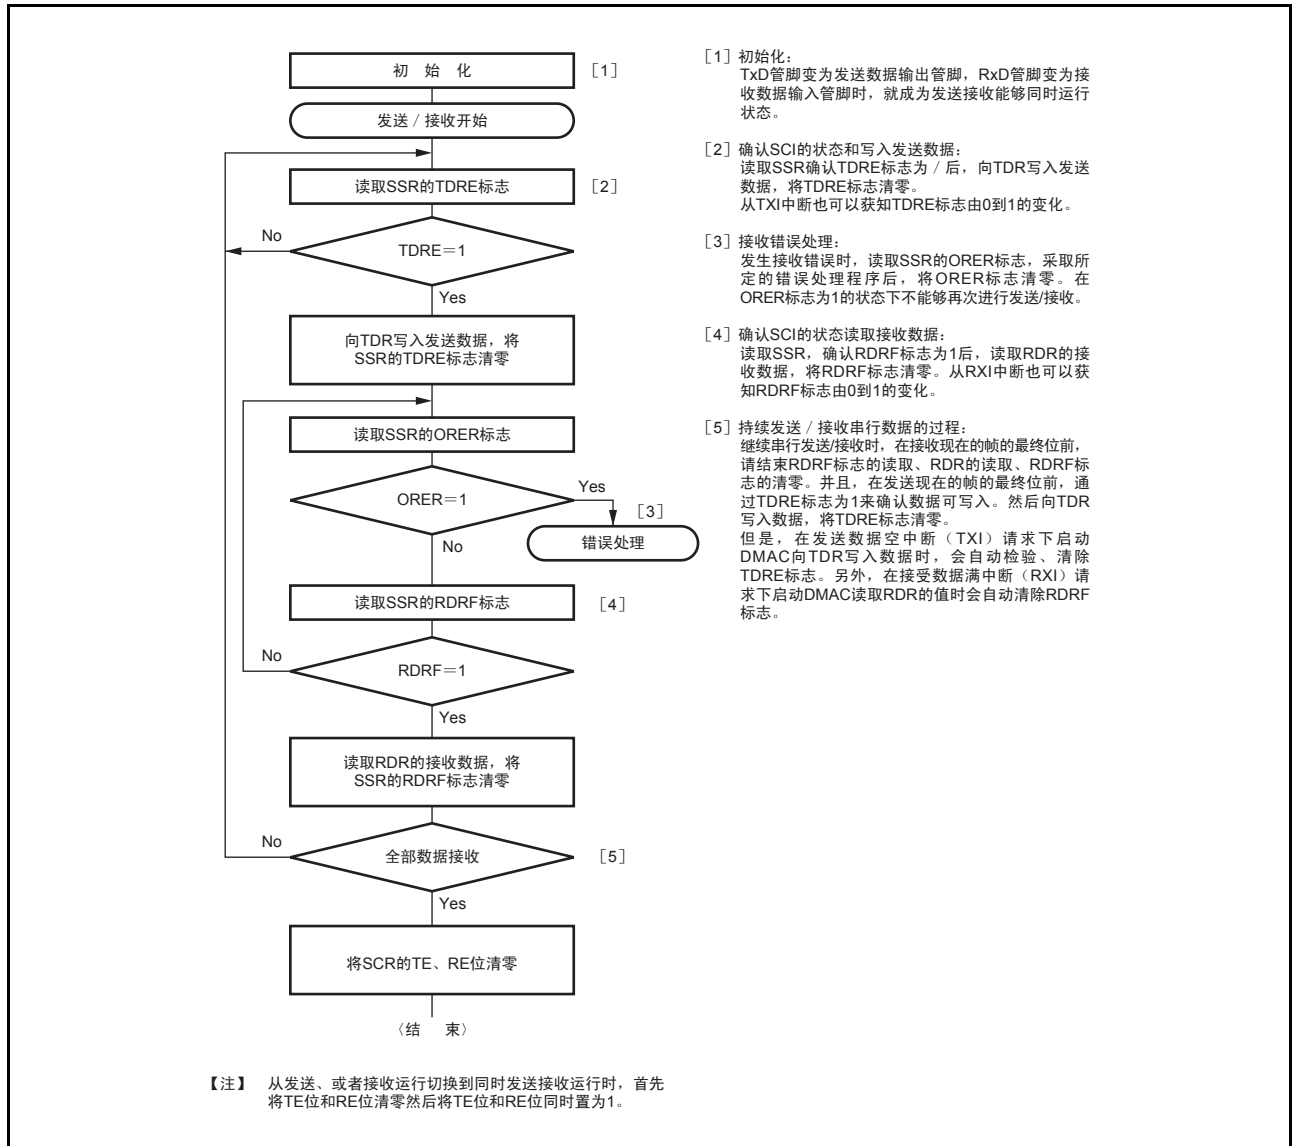 初 始 化 ［1］
发送 / 接收开始
读取SSR的TDRE标志 ［2］
No
TDRE＝1
Yes
向TDR写入发送数据，将
SSR的TDRE标志清零
读取SSR的ORER标志
ORER＝1
Yes
［3］
错误处理
No
读取SSR的RDRF标志 ［4］
No
RDRF＝1
Yes
读取RDR的接收数据，将
SSR的RDRF标志清零
No
全部数据接收 ［5］
Yes
将SCR的TE、RE位清零
〈结 束〉
［1］初始化：
TxD管脚变为发送数据输出管脚，RxD管脚变为接
收数据输入管脚时，就成为发送接收能够同时运行
状态。
［2］确认SCI的状态和写入发送数据：
读取SSR确认TDRE标志为 / 后，向TDR写入发送
数据，将TDRE标志清零。
从TXI中断也可以获知TDRE标志由0到1的变化。
［3］接收错误处理：
发生接收错误时，读取SSR的ORER标志，采取所
定的错误处理程序后，将ORER标志清零。在
ORER标志为1的状态下不能够再次进行发送/接收。
［4］确认SCI的状态读取接收数据：
读取SSR，确认RDRF标志为1后，读取RDR的接
收数据，将RDRF标志清零。从RXI中断也可以获
知RDRF标志由0到1的变化。
［5］持续发送 / 接收串行数据的过程：
继续串行发送/接收时，在接收现在的帧的最终位前，
请结束RDRF标志的读取、RDR的读取、RDRF标
志的清零。并且，在发送现在的帧的最终位前，通
过TDRE标志为1来确认数据可写入。然后向TDR
写入数据，将TDRE标志清零。
但是，在发送数据空中断（TXI）请求下启动
DMAC向TDR写入数据时，会自动检验、清除
TDRE标志。另外，在接受数据满中断（RXI）请
求下启动DMAC读取RDR的值时会自动清除RDRF
标志。
【注】 从发送、或者接收运行切换到同时发送接收运行时，首先
将TE位和RE位清零然后将TE位和RE位同时置为1。